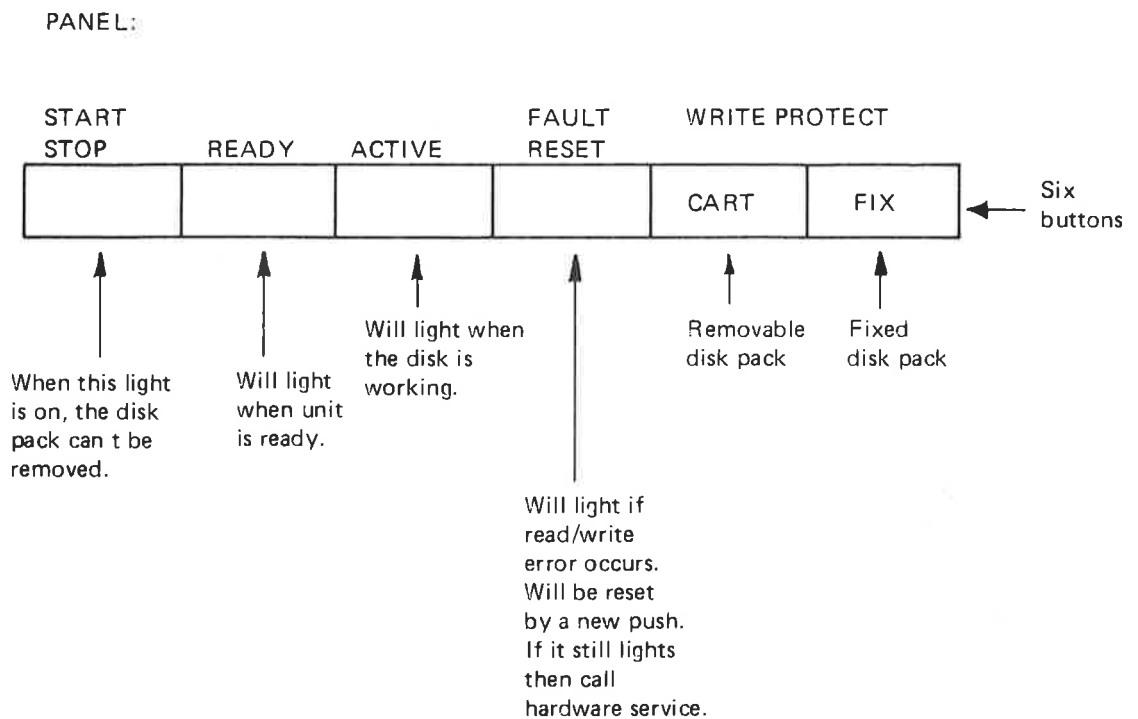 PANEL:
START
STOP
READY
ACTIVE
FAULT
RESET
WRITE PROTECT
CART
FIX
Six
buttons
When this light
is on, the disk
pack can t be
removed.
Will light
when unit
is ready.
Will light when
the disk is
working.
Will light if
read/write
error occurs.
Will be reset
by a new push.
If it still lights
then call
hardware service.
Removable
disk pack
Fixed
disk pack